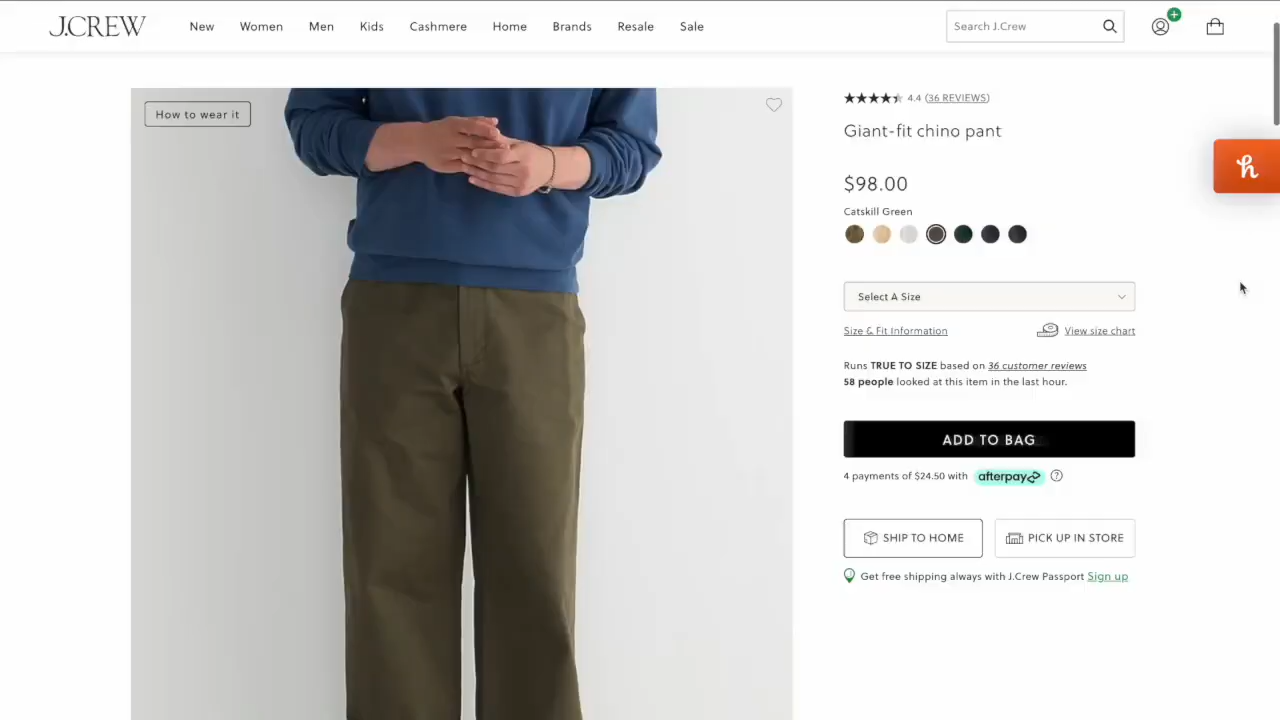 J.CREW
New Women Men Kids Cashmere Home Brands Resale Sale
Search J.Crew
How to wear it
4.4 (36 REVIEWS)
Giant-fit chino pant
$98.00
Catskill Green
Select A Size
Size & Fit Information View size chart
Runs TRUE TO SIZE based on 36 customer reviews
58 people looked at this item in the last hour.
ADD TO BAG
4 payments of $24.50 with afterpay
SHIP TO HOME PICK UP IN STORE
Get free shipping always with J.Crew Passport Sign up
h